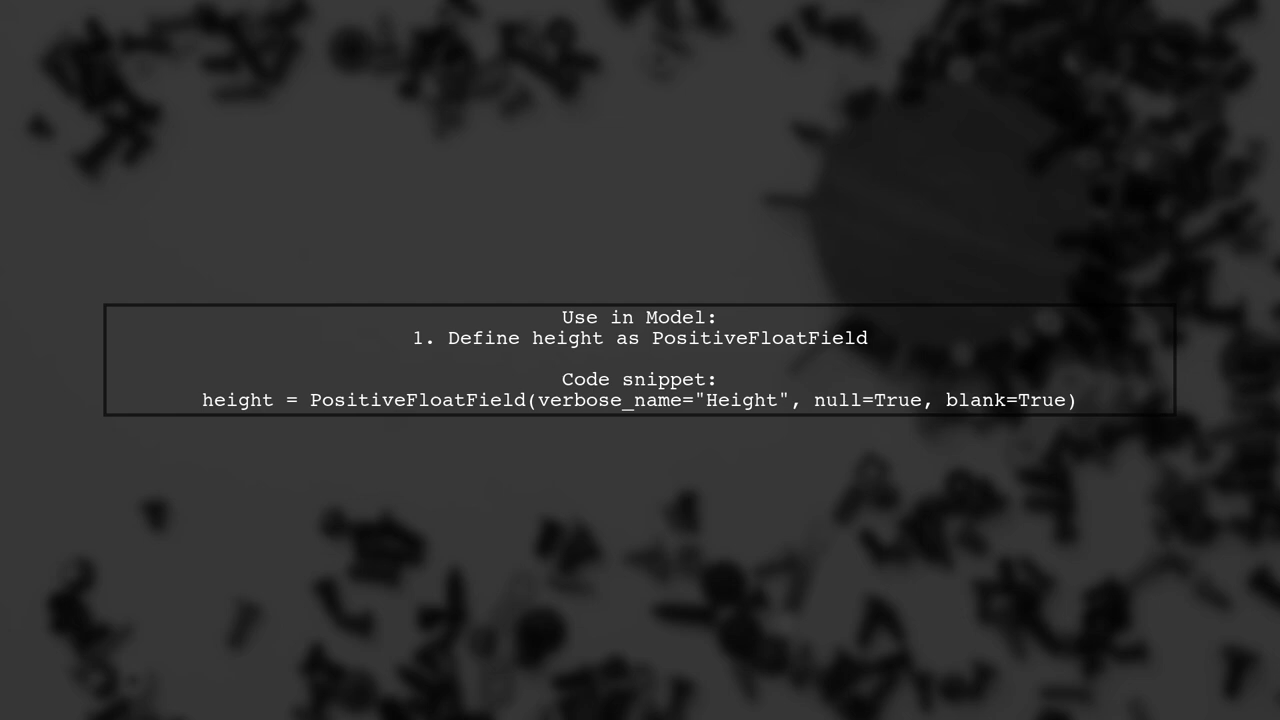 Use in Model:
1. Define height as PositiveFloatField
Code snippet:
height = PositiveFloatField(verbose_name="Height", null=True, blank=True)